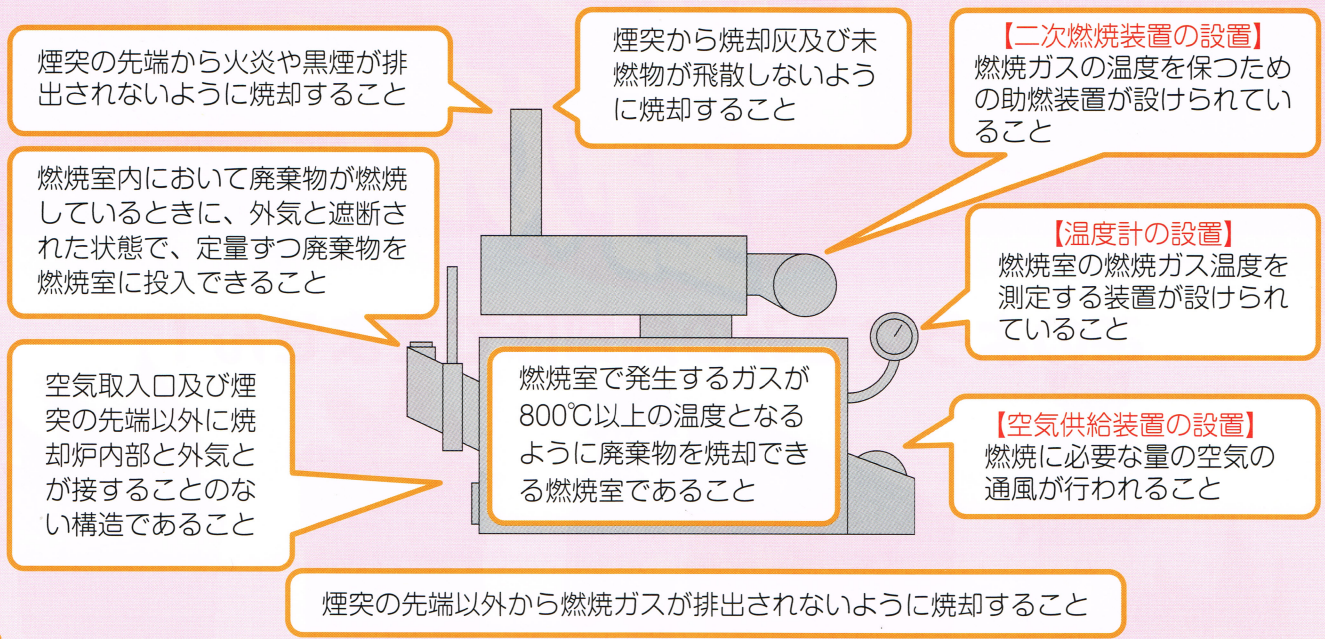 煙突の先端から火炎や黒煙が排
出されないように焼却すること
煙突から焼却灰及び未
燃物が飛散しないよう
に焼却すること
【二次燃焼装置の設置】
燃焼ガスの温度を保つため
の助燃装置が設けられてい
ること
燃焼室内において廃棄物が燃焼
しているときに、外気と遮断さ
れた状態で、定量ずつ廃棄物を
燃焼室に投入できること
【温度計の設置】
燃焼室の燃焼ガス温度を
測定する装置が設けられ
ていること
空気取入口及び煙
突の先端以外に焼
却炉内部と外気と
が接することのな
い構造であること
燃焼室で発生するガスが
800℃以上の温度となる
ように廃棄物を焼却でき
る燃焼室であること
【空気供給装置の設置】
燃焼に必要な量の空気の
通風が行われること
煙突の先端以外から燃焼ガスが排出されないように焼却すること